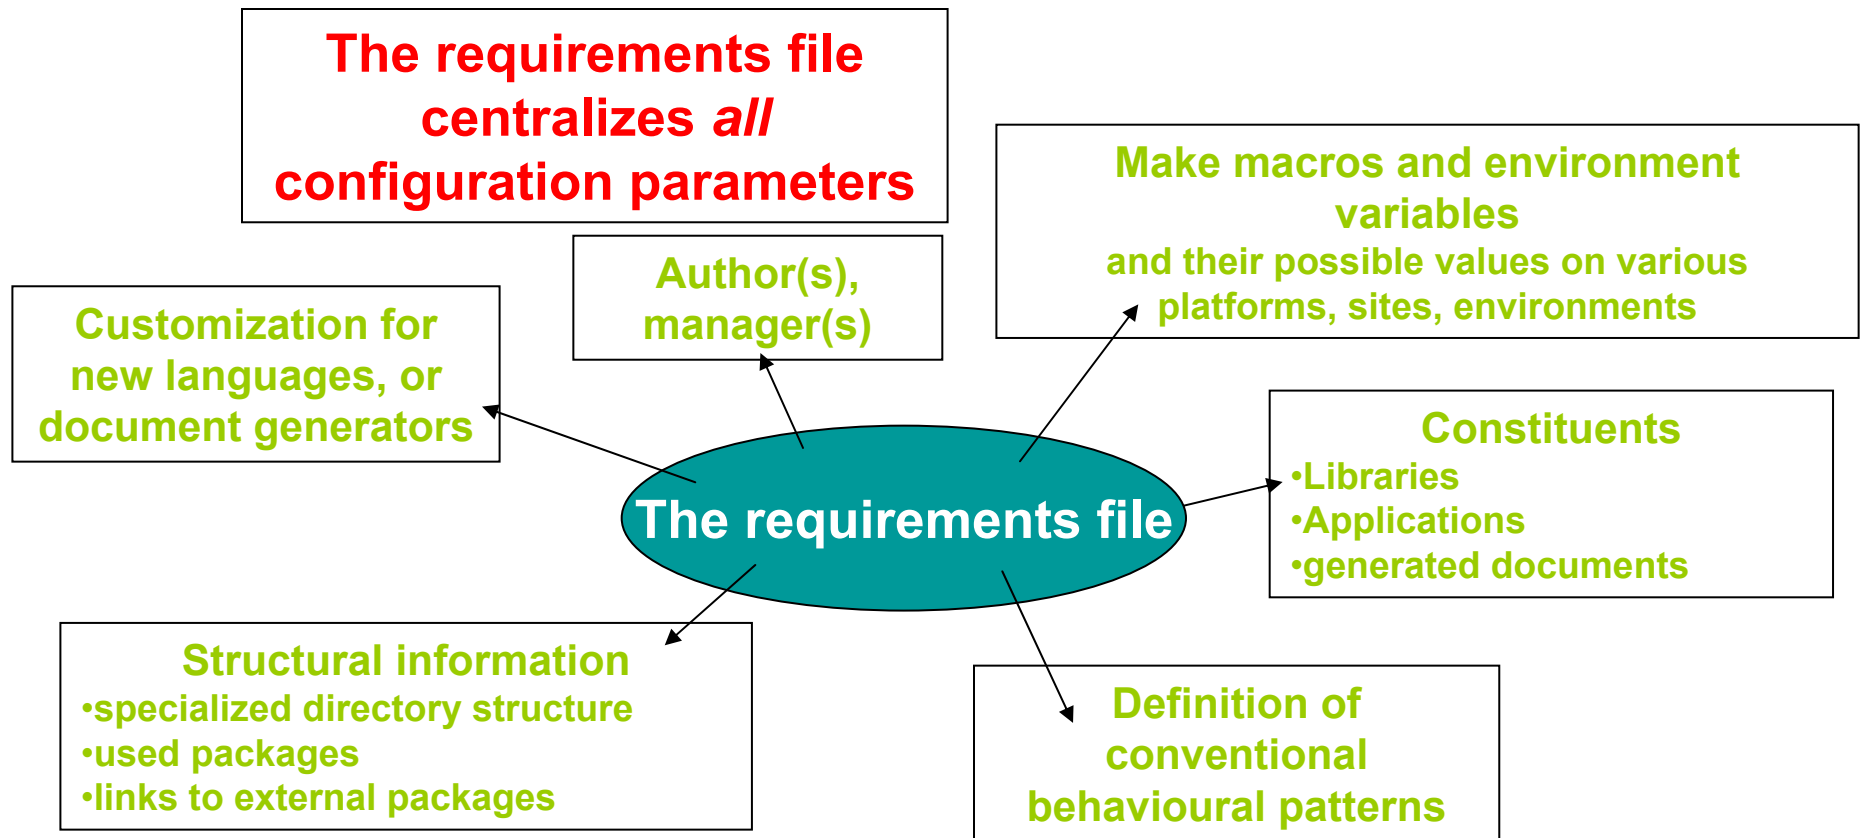 The requirements file
centralizes all
configuration parameters
Make macros and environment
variables
and their possible values on various
platforms, sites, environments
Author(s),
manager(s)
Customization for
new languages, or
document generators
Constituents
•Libraries
•Applications
•generated documents
The requirements file
Structural information
•specialized directory structure
•used packages
•links to external packages
Definition of
conventional
behavioural patterns